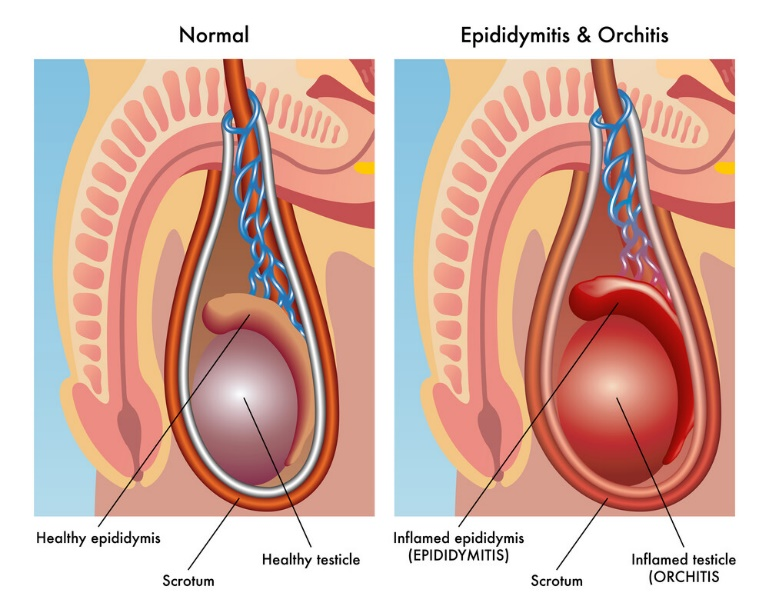 Normal
Epididymitis & Orchitis
Healthy epididymis
Healthy testicle
Scrotum
Inflamed epididymis
(EPIDIDYMITIS)
Inflamed testicle
(ORCHITIS
Scrotum